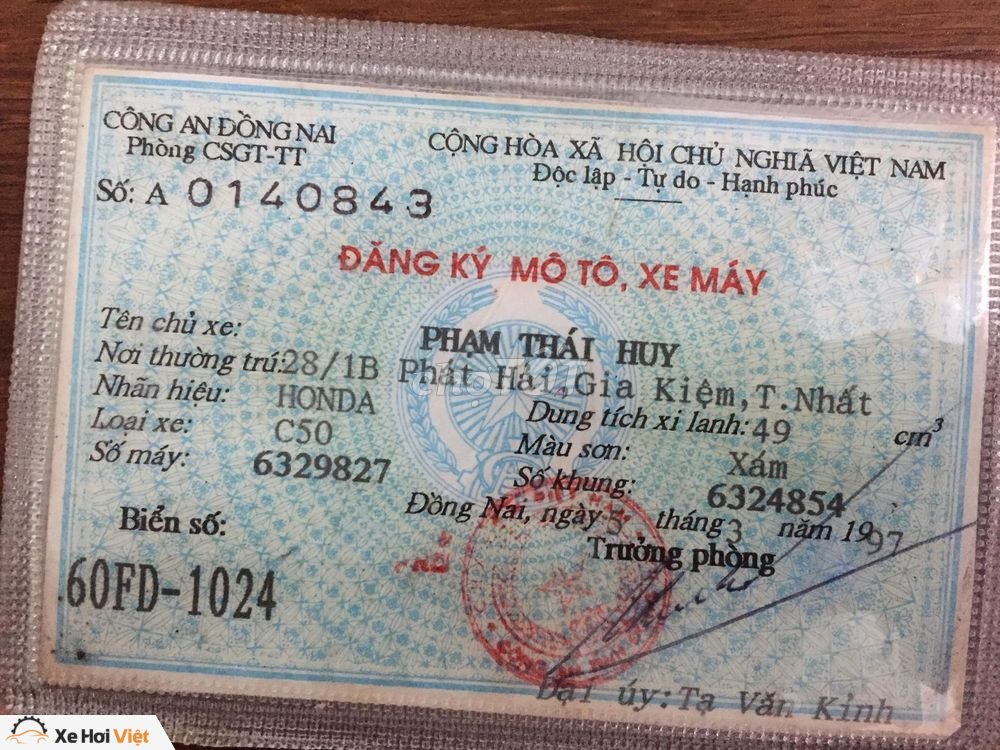 CÔNG AN ĐỒNG NAI
Phòng CSGT-TT
Số: A 0140843
CỘNG HÒA XÃ HỘI CHỦ NGHIÃ VIỆT NAM
Độc lập - Tự do - Hạnh phúc
ĐĂNG KÝ MÔ TÔ, XE MÁY
Tên chủ xe: PHẠM THÁI HUY
Nơi thường trú: 28/1B Phát Hải, Gia Kiệm, T.Nhất
Nhãn hiệu: HONDA Dung tích xi lanh: 49 cm³
Loại xe: C50 Màu sơn: Xám
Số máy: 6329827 Số khung: 6324854
Đồng Nai, ngày 5 tháng 3 năm 1997
Biển số: Trưởng phòng
60FD-1024
Đại úy: Tạ Văn Kỉnh
Xe Hơi Việt